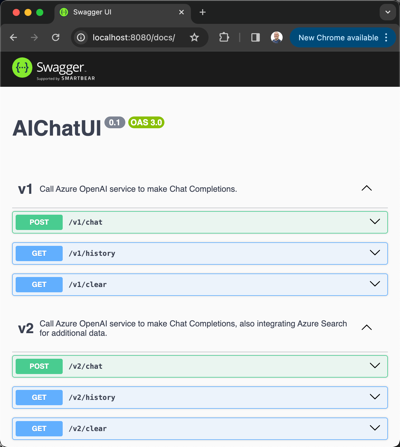 Swagger UI
localhost:8080/docs/
New Chrome available
Swagger
Supported by SMARTBEAR
AIChatUI 0.1 OAS 3.0
v1 Call Azure OpenAI service to make Chat Completions.
POST /v1/chat
GET /v1/history
GET /v1/clear
v2 Call Azure OpenAI service to make Chat Completions, also integrating Azure Search
for additional data.
POST /v2/chat
GET /v2/history
GET /v2/clear